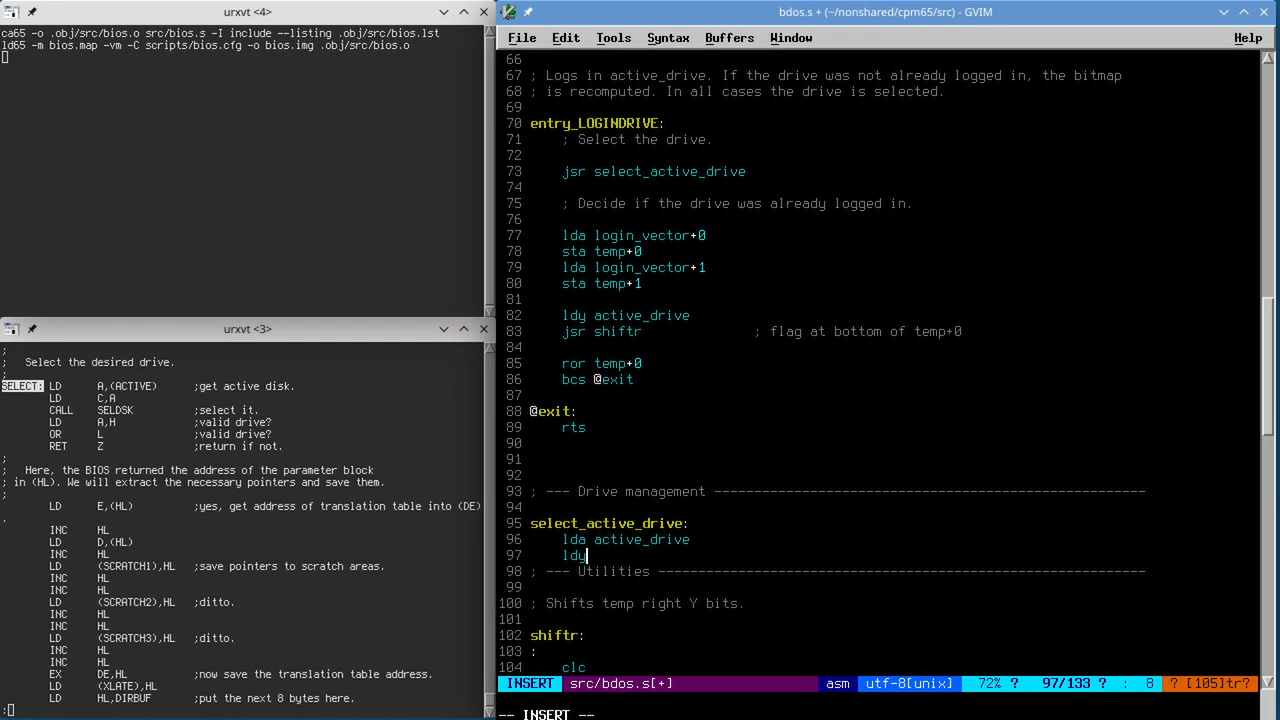 urxvt <4>
ca65 -o .obj/src/bios.o src/bios.s -I include --listing .obj/src/bios.lst
ld65 -m bios.map -vm -C scripts/bios.cfg -o bios.img .obj/src/bios.o
urxvt <3>
;
;   Select the desired drive.
;
SELECT: LD      A,(ACTIVE)      ;get active disk.
        LD      C,A
        CALL    SELDSK          ;select it.
        LD      A,H             ;valid drive?
        OR      L               ;valid drive?
        RET     Z               ;return if not.
;
;   Here, the BIOS returned the address of the parameter block
; in (HL). We will extract the necessary pointers and save them.
;
        LD      E,(HL)          ;yes, get address of translation table into (DE)
.
        INC     HL
        LD      D,(HL)
        INC     HL
        LD      (SCRATCH1),HL   ;save pointers to scratch areas.
        INC     HL
        INC     HL
        LD      (SCRATCH2),HL   ;ditto.
        INC     HL
        INC     HL
        LD      (SCRATCH3),HL   ;ditto.
        INC     HL
        INC     HL
        EX      DE,HL           ;now save the translation table address.
        LD      (XLATE),HL
        LD      HL,DIRBUF       ;put the next 8 bytes here.
:
bdos.s + (~/nonshared/cpm65/src) - GVIM
File Edit Tools Syntax Buffers Window Help
66
67 ; Logs in active_drive. If the drive was not already logged in, the bitmap
68 ; is recomputed. In all cases the drive is selected.
69
70 entry_LOGINDRIVE:
71     ; Select the drive.
72
73     jsr select_active_drive
74
75     ; Decide if the drive was already logged in.
76
77     lda login_vector+0
78     sta temp+0
79     lda login_vector+1
80     sta temp+1
81
82     ldy active_drive
83     jsr shiftr              ; flag at bottom of temp+0
84
85     ror temp+0
86     bcs @exit
87
88 @exit:
89     rts
90
91
92
93 ; --- Drive management ------------------------------------------------------
94
95 select_active_drive:
96     lda active_drive
97     ldy
98 ; --- Utilities -------------------------------------------------------------
99
100 ; Shifts temp right Y bits.
101
102 shiftr:
103 :
104     clc
INSERT src/bdos.s[+] asm utf-8[unix] 72% ? 97/133 ? : 8 ? [105]tr?
-- INSERT --